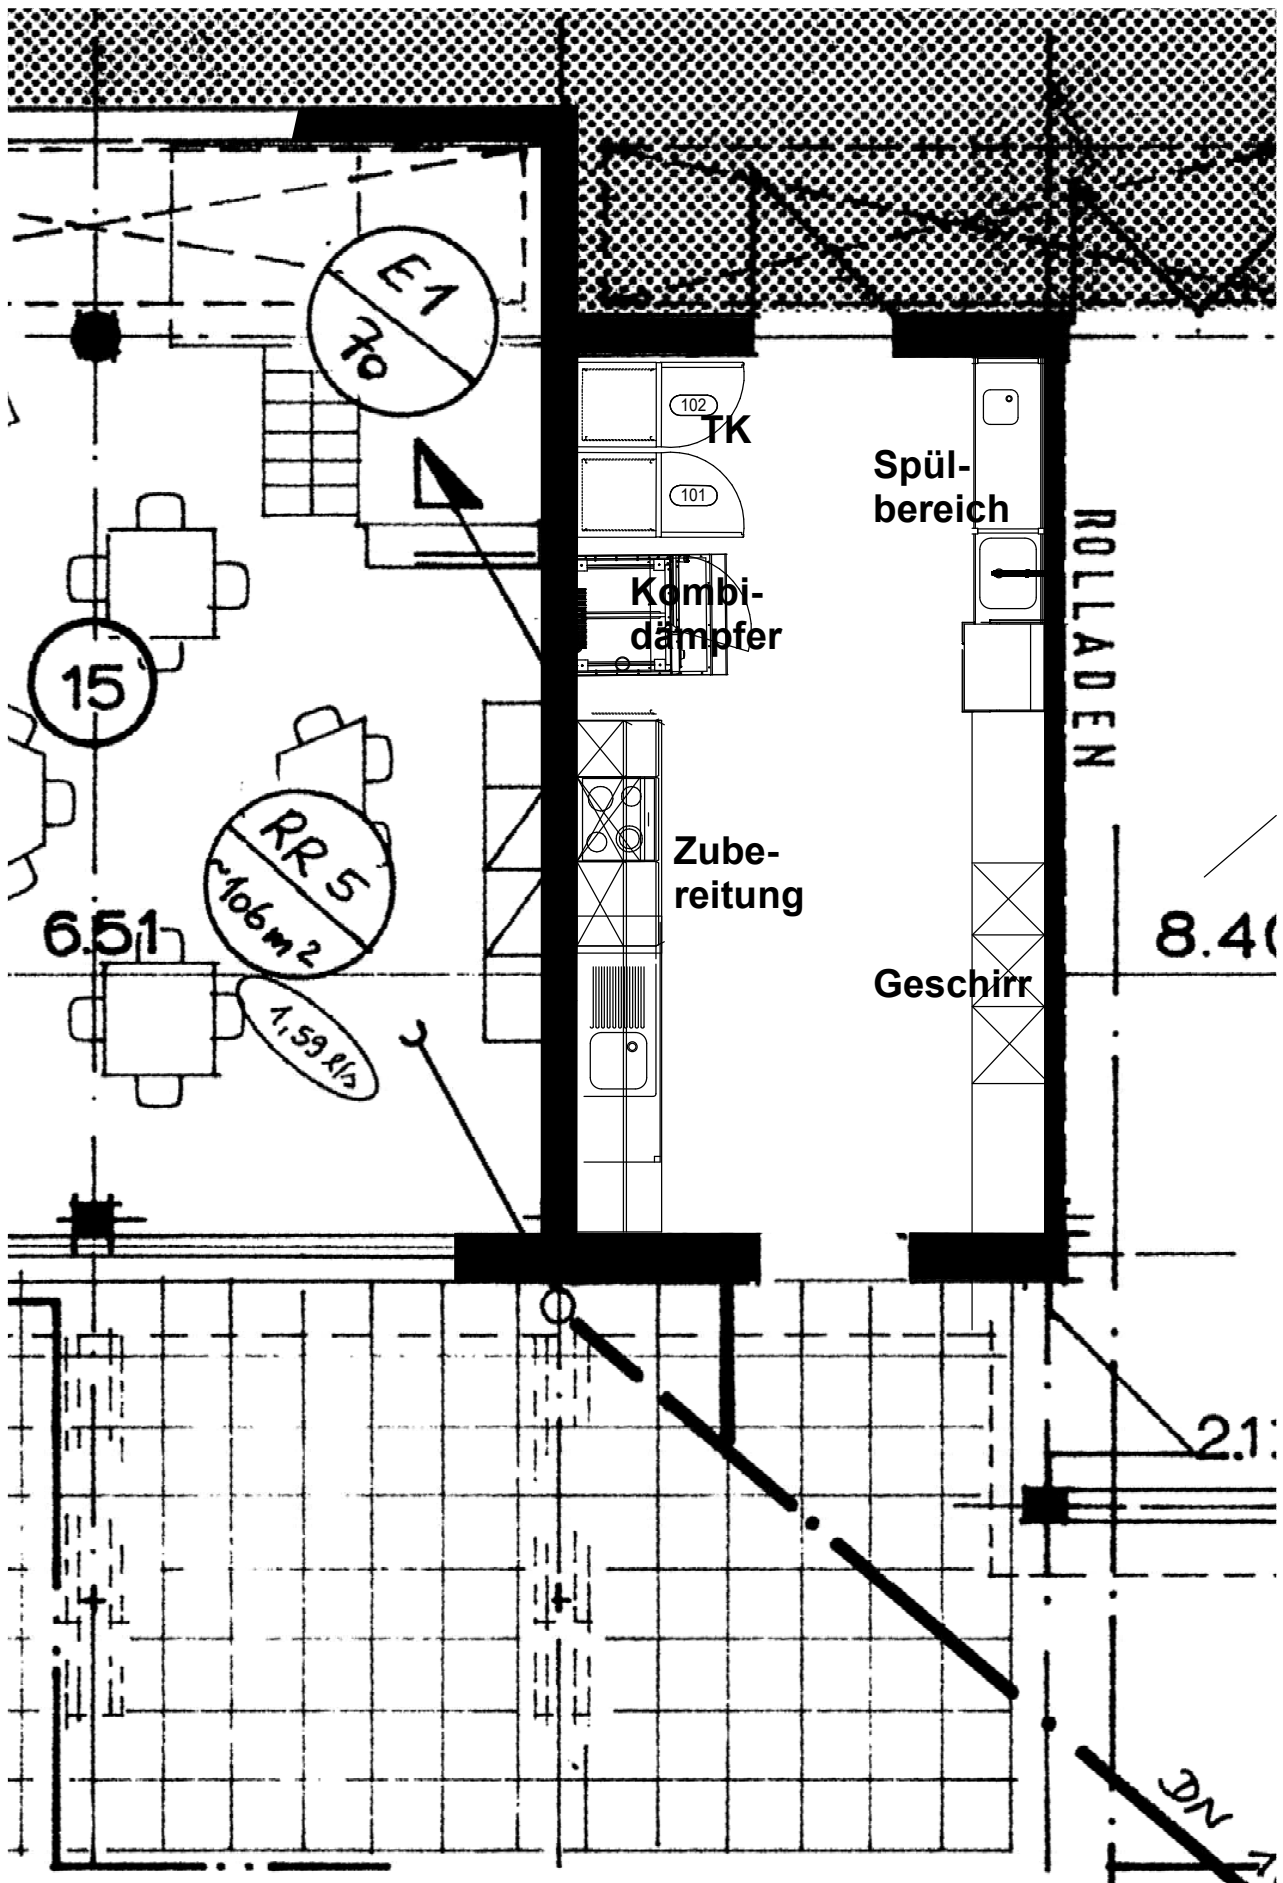 E1
70
102
TK
101
Spül-
bereich
ROLLADEN
Kombi-
dämpfer
15
RR 5
~106 m2
Zube-
reitung
6.51
8.40
Geschirr
1,59 l/s
2.1
DN